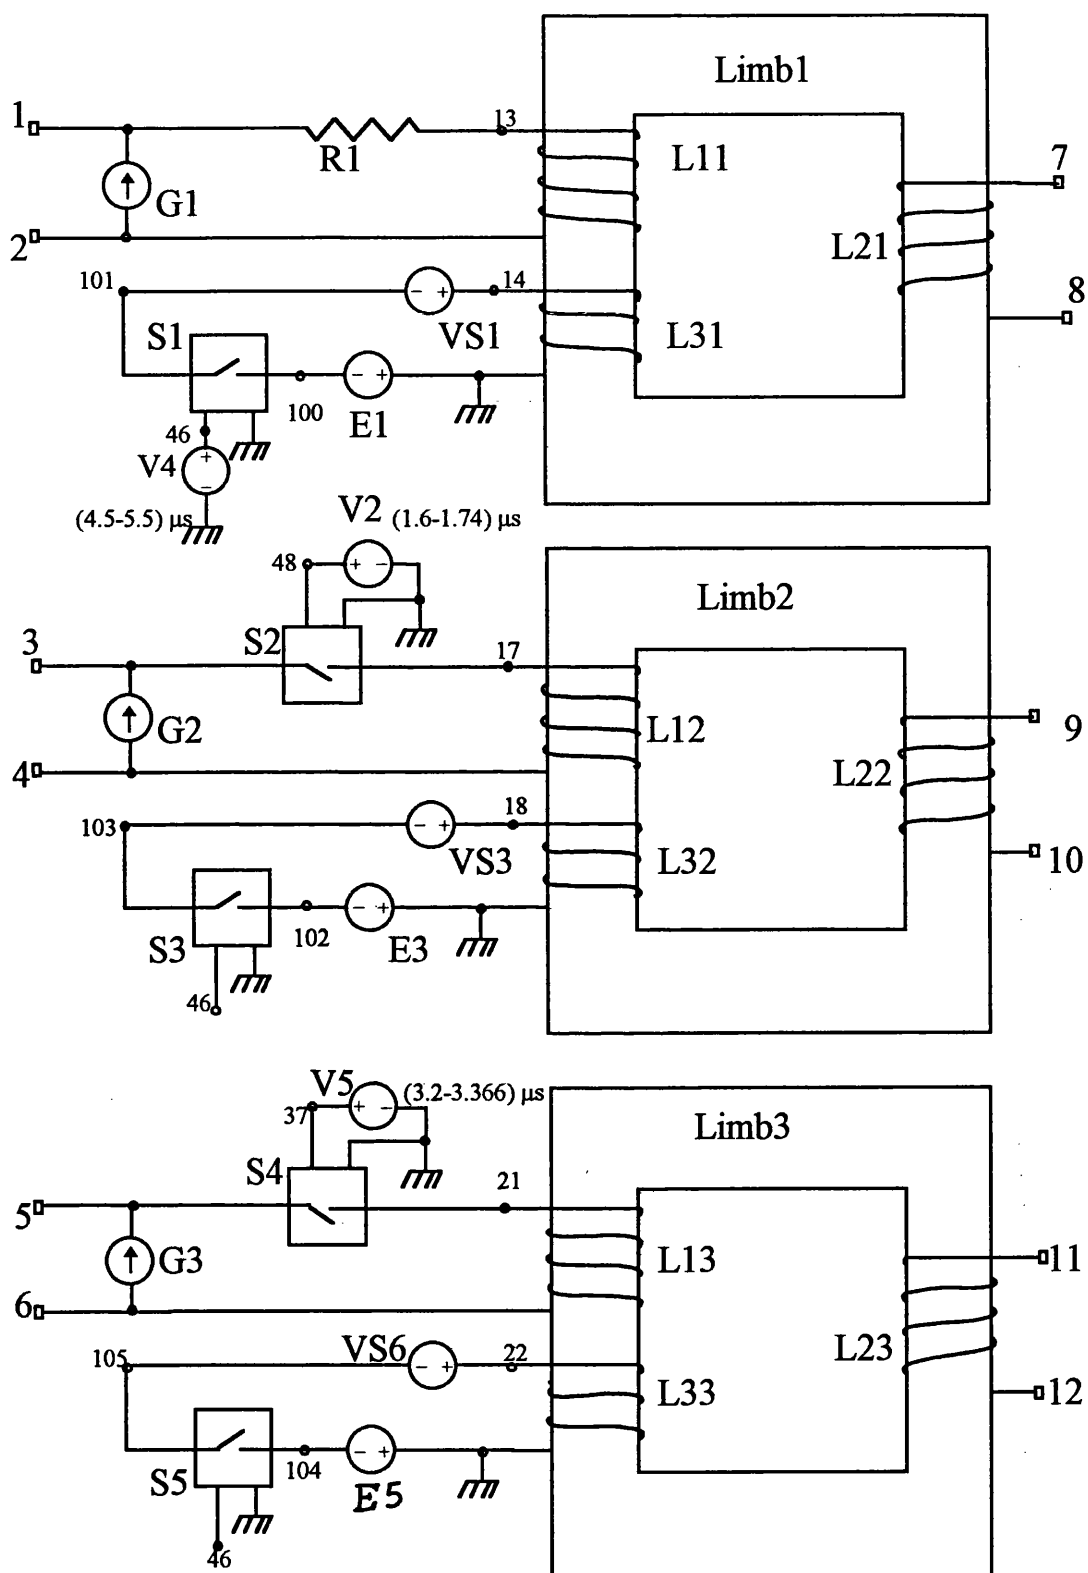 Limb1
1
13
R1
L11
7
G1
2
L21
101
14
8
S1
VS1
L31
100
E1
46
V4
(4.5-5.5) μs
V2 (1.6-1.74) μs
48
Limb2
3
S2
17
G2
L12
9
4
L22
103
18
VS3
L32
10
S3
102
E3
46
V5 (3.2-3.366) μs
37
Limb3
S4
21
5
G3
L13
11
6
105
VS6
22
L23
L33
12
S5
104
E5
46